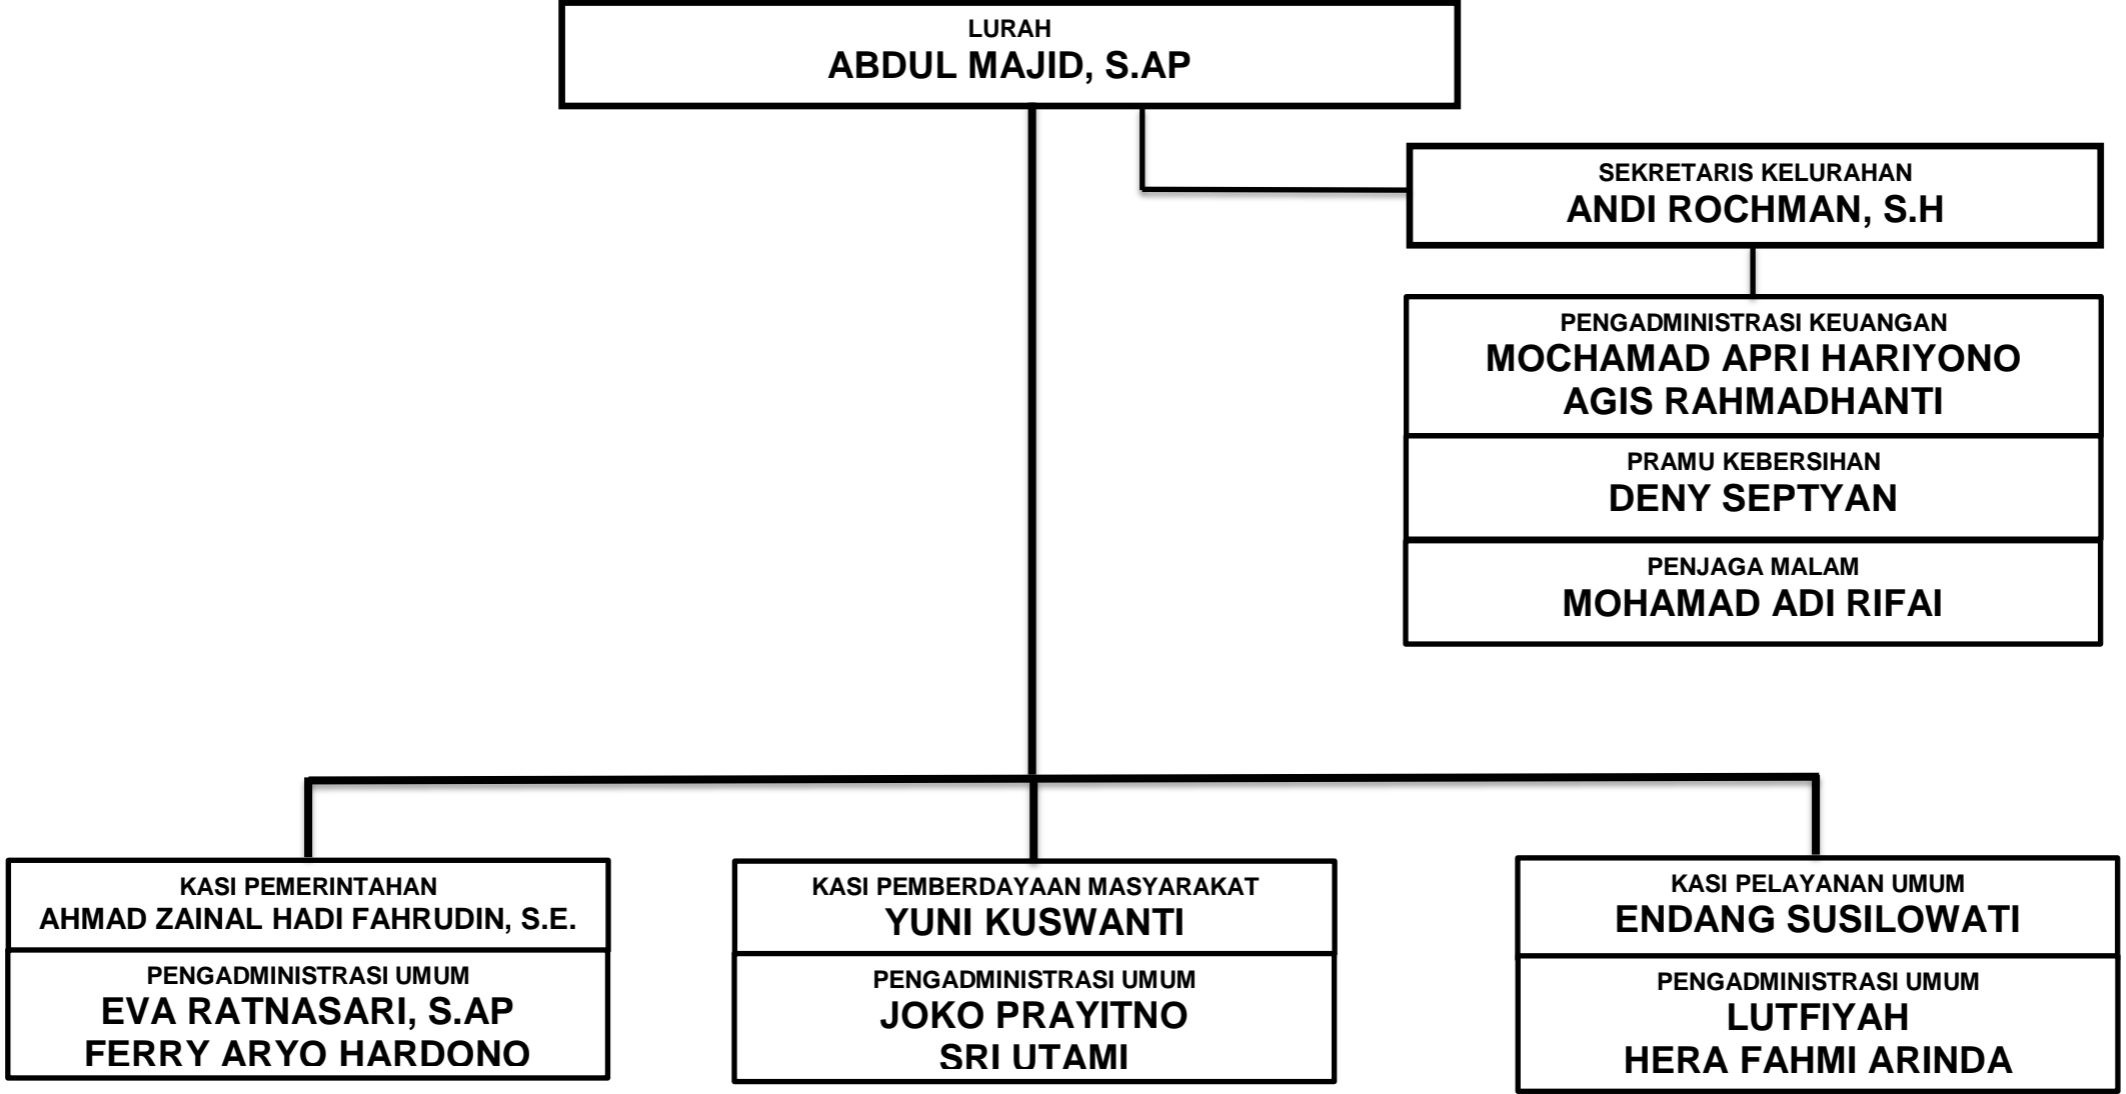 LURAH
ABDUL MAJID, S.AP
SEKRETARIS KELURAHAN
ANDI ROCHMAN, S.H
PENGADMINISTRASI KEUANGAN
MOCHAMAD APRI HARIYONO
AGIS RAHMADHANTI
PRAMU KEBERSIHAN
DENY SEPTYAN
PENJAGA MALAM
MOHAMAD ADI RIFAI
KASI PEMERINTAHAN
AHMAD ZAINAL HADI FAHRUDIN, S.E.
PENGADMINISTRASI UMUM
EVA RATNASARI, S.AP
FERRY ARYO HARDONO
KASI PEMBERDAYAAN MASYARAKAT
YUNI KUSWANTI
PENGADMINISTRASI UMUM
JOKO PRAYITNO
SRI UTAMI
KASI PELAYANAN UMUM
ENDANG SUSILOWATI
PENGADMINISTRASI UMUM
LUTFIYAH
HERA FAHMI ARINDA